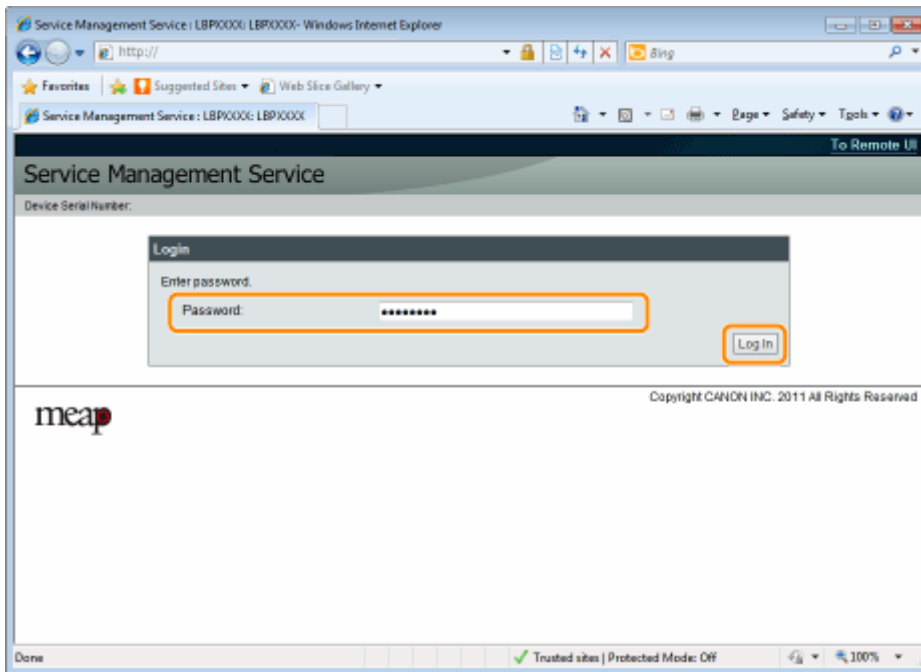 Service Management Service : LBPXXXX: LBPXXXX- Windows Internet Explorer
http://
Bing
Favorites Suggested Sites Web Slice Gallery
Service Management Service : LBPXXXX: LBPXXXX
Page Safety Tools
To Remote UI
Service Management Service
Device Serial Number:
Login
Enter password.
Password: ••••••••
Log In
Copyright CANON INC. 2011 All Rights Reserved
meap
Done Trusted sites | Protected Mode: Off 100%